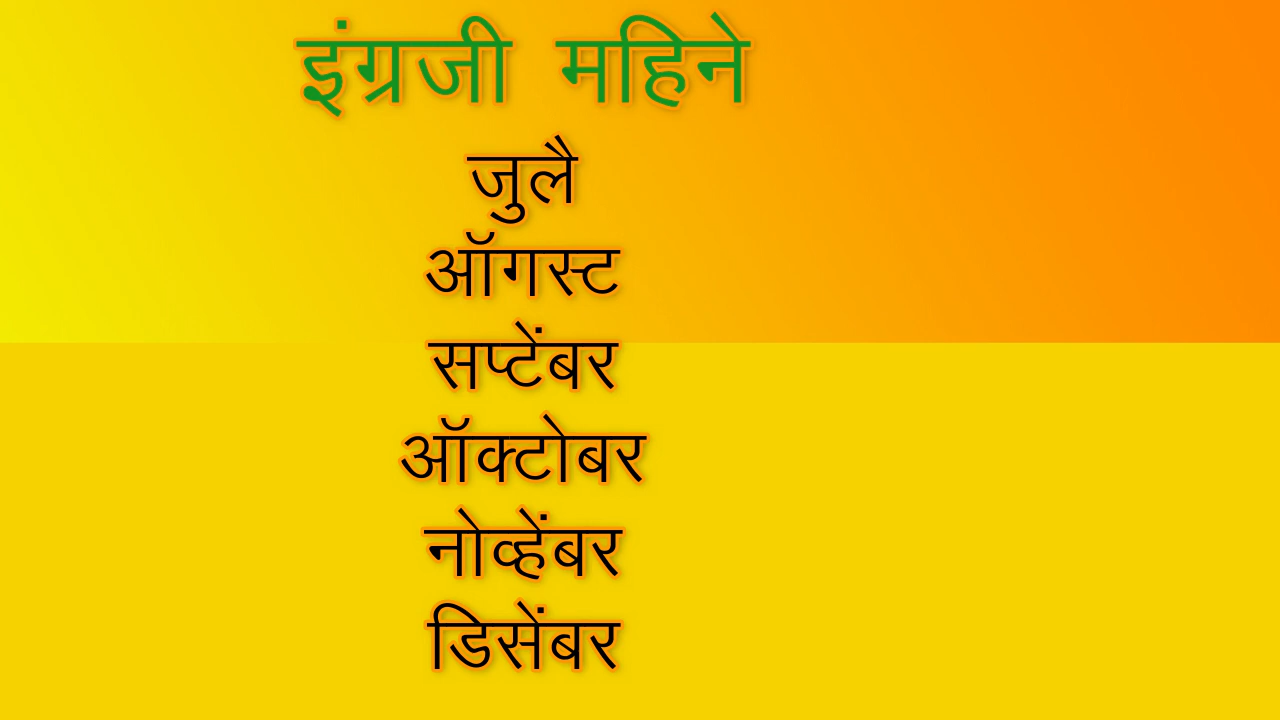 इंग्रजी महिने
जुलै
ऑगस्ट
सप्टेंबर
ऑक्टोबर
नोव्हेंबर
डिसेंबर